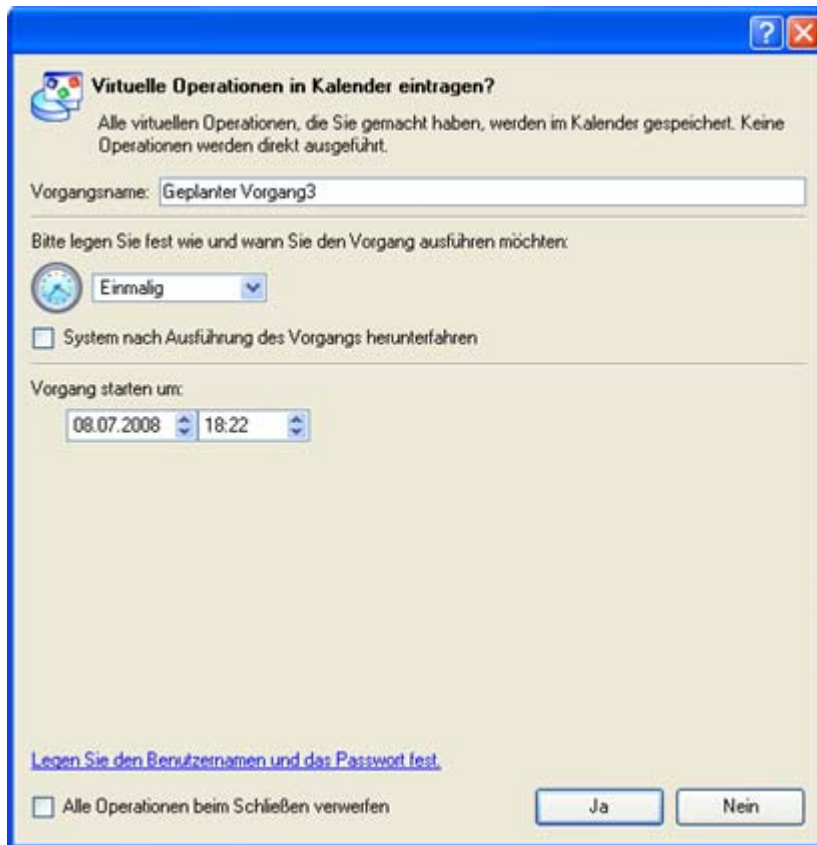 Virtuelle Operationen in Kalender eintragen?
Alle virtuellen Operationen, die Sie gemacht haben, werden im Kalender gespeichert. Keine
Operationen werden direkt ausgeführt.
Vorgangsname: Geplanter Vorgang3
Bitte legen Sie fest wie und wann Sie den Vorgang ausführen möchten:
Einmalig
System nach Ausführung des Vorgangs herunterfahren
Vorgang starten um:
08.07.2008 18:22
Legen Sie den Benutzernamen und das Passwort fest.
Alle Operationen beim Schließen verwerfen Ja Nein